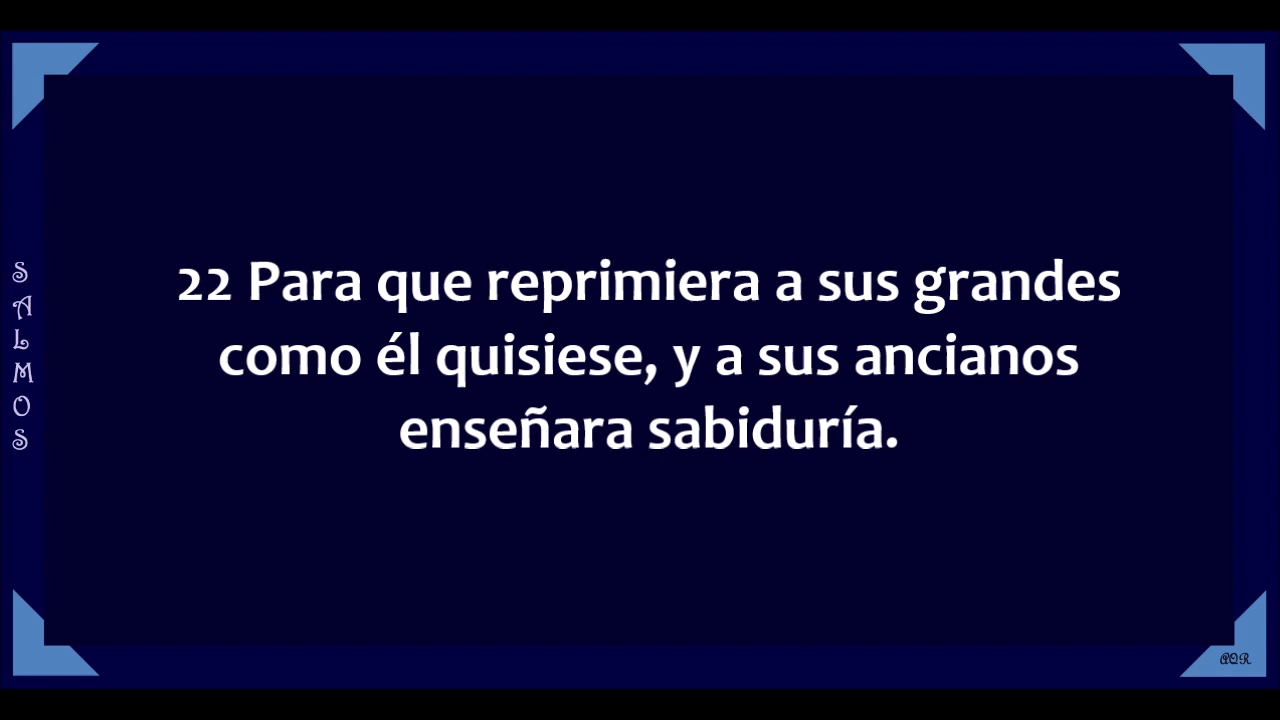 SALMOS
22 Para que reprimiera a sus grandes
como él quisiese, y a sus ancianos
enseñara sabiduría.